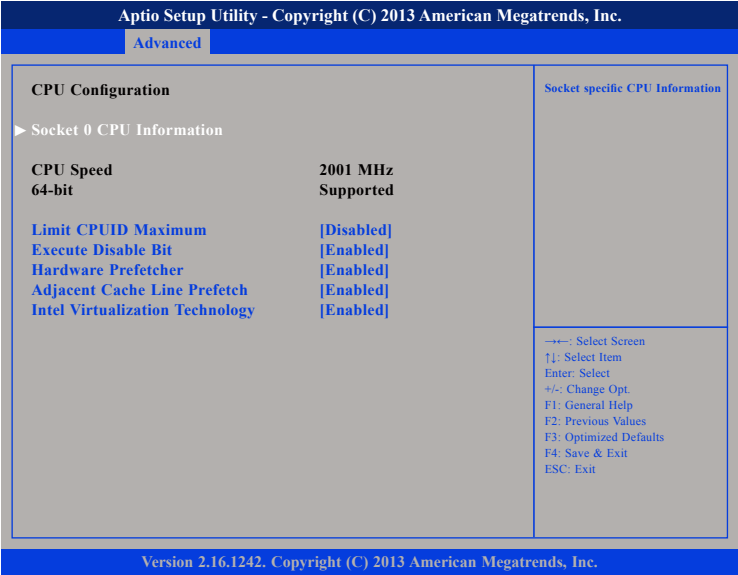 Aptio Setup Utility - Copyright (C) 2013 American Megatrends, Inc.
Advanced
CPU Configuration
▶ Socket 0 CPU Information
CPU Speed 2001 MHz
64-bit Supported
Limit CPUID Maximum [Disabled]
Execute Disable Bit [Enabled]
Hardware Prefetcher [Enabled]
Adjacent Cache Line Prefetch [Enabled]
Intel Virtualization Technology [Enabled]
Socket specific CPU Information
→←: Select Screen
↑↓: Select Item
Enter: Select
+/-: Change Opt.
F1: General Help
F2: Previous Values
F3: Optimized Defaults
F4: Save & Exit
ESC: Exit
Version 2.16.1242. Copyright (C) 2013 American Megatrends, Inc.